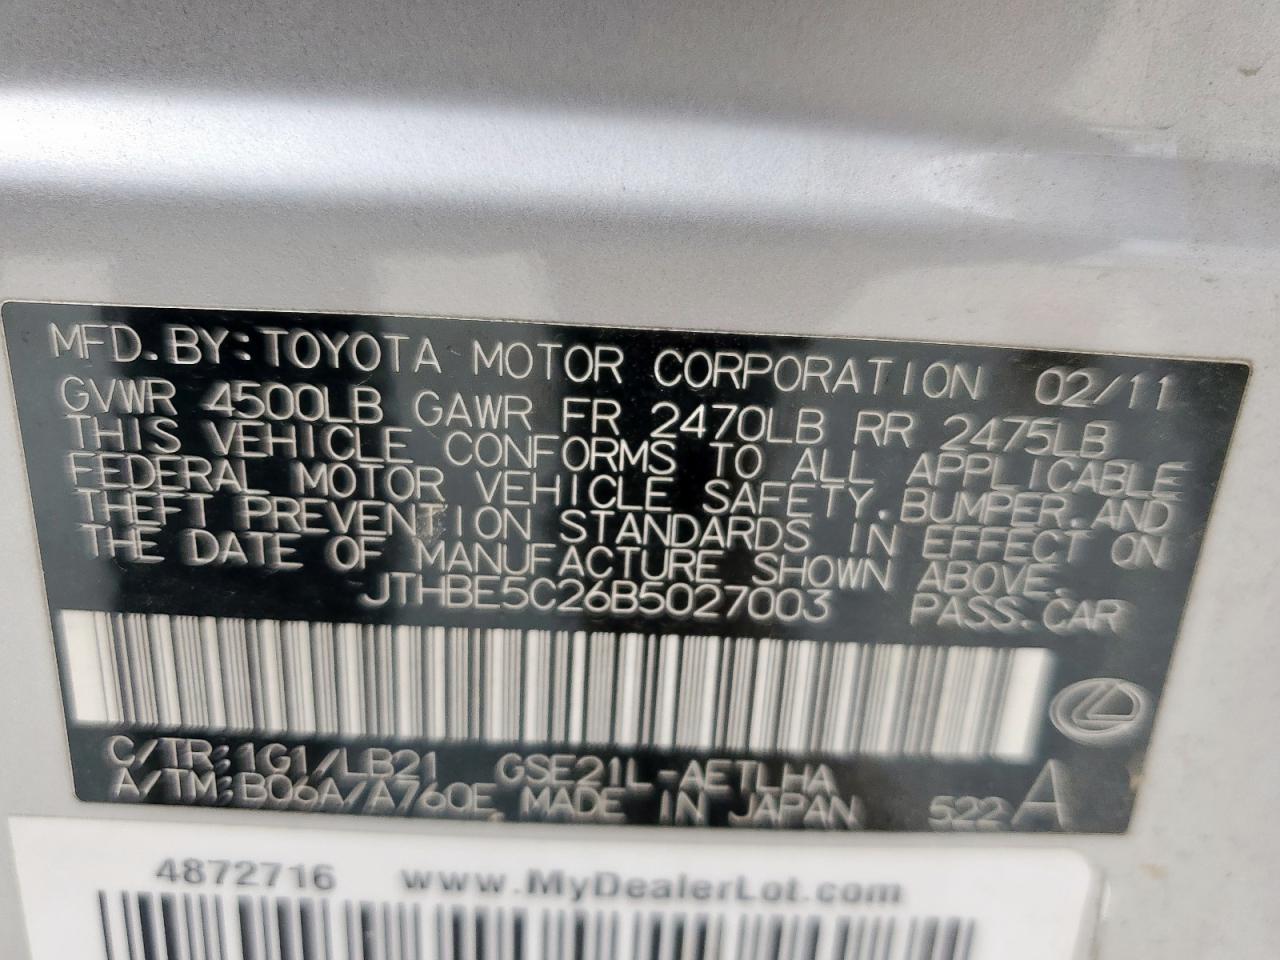 MFD.BY:TOYOTA MOTOR CORPORATION 02/11
GVWR 4500LB GAWR FR 2470LB RR 2475LB
THIS VEHICLE CONFORMS TO ALL APPLICABLE
FEDERAL MOTOR VEHICLE SAFETY,BUMPER,AND
THEFT PREVENTION STANDARDS IN EFFECT ON
THE DATE OF MANUFACTURE SHOWN ABOVE.
JTHBE5C26B5027003 PASS.CAR
C/TR:1G1/LB21 GSE21L-AETLHA
A/TM:B06A/A760E MADE IN JAPAN 522 A
4872716 www.MyDealerLot.com